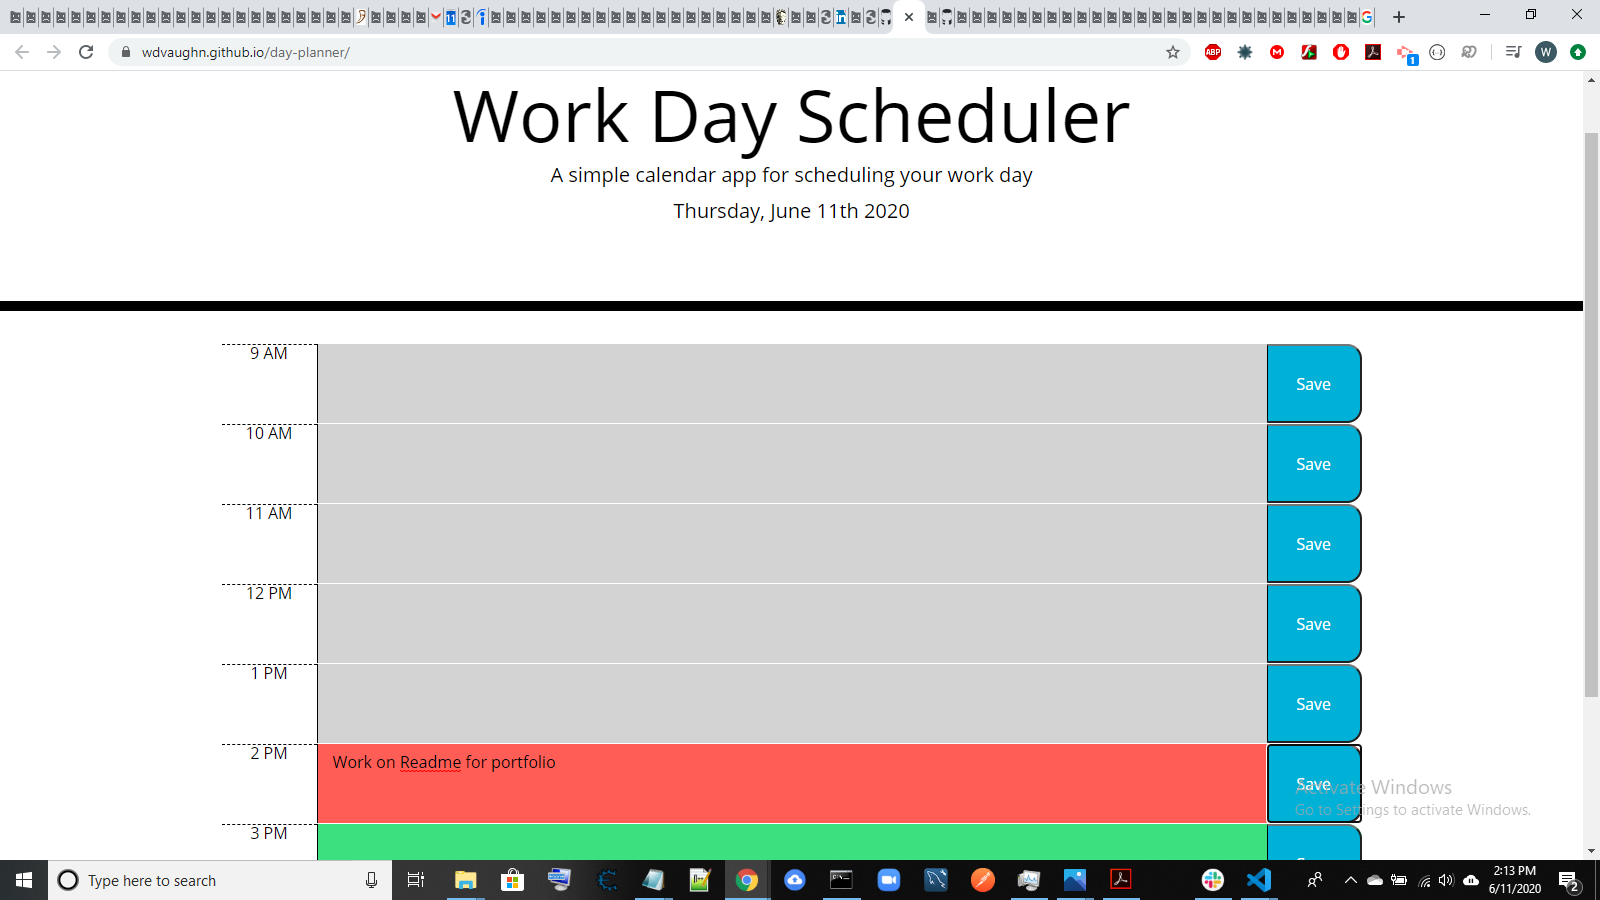 wdvaughn.github.io/day-planner/
ABP
M
1
W
Work Day Scheduler
A simple calendar app for scheduling your work day
Thursday, June 11th 2020
9 AM
Save
10 AM
Save
11 AM
Save
12 PM
Save
1 PM
Save
2 PM
Work on Readme for portfolio
Save
Activate Windows
Go to Settings to activate Windows.
3 PM
Type here to search
2:13 PM
6/11/2020
2